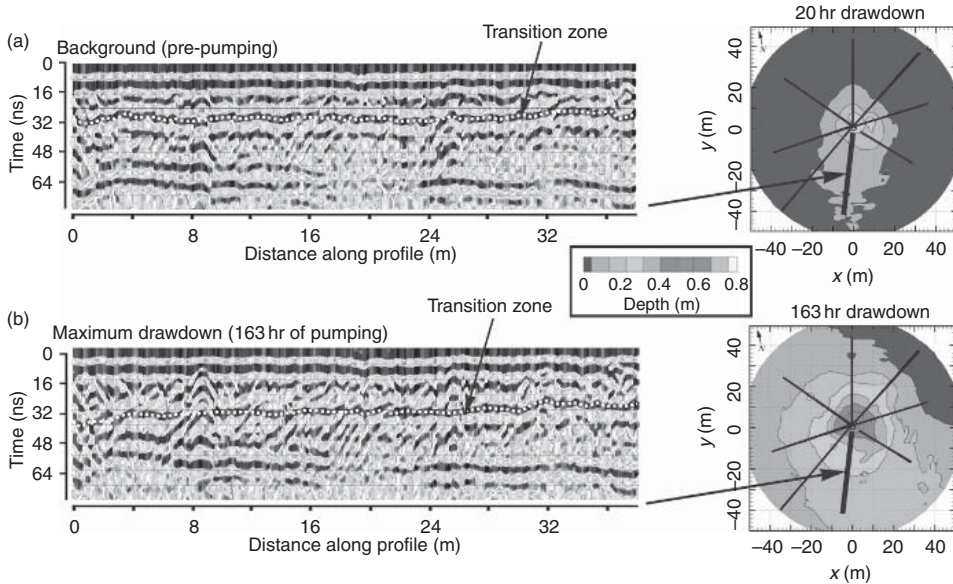 (a)
Background (pre-pumping)
Transition zone
0
16
32
48
64
Time (ns)
0 8 16 24 32
Distance along profile (m)
20 hr drawdown
40
20
0
−20
−40
y (m)
−40 −20 0 20 40
x (m)
0 0.2 0.4 0.6 0.8
Depth (m)
(b)
Maximum drawdown (163 hr of pumping)
Transition zone
0
16
32
48
64
Time (ns)
0 8 16 24 32
Distance along profile (m)
163 hr drawdown
40
20
0
−20
−40
y (m)
−40 −20 0 20 40
x (m)